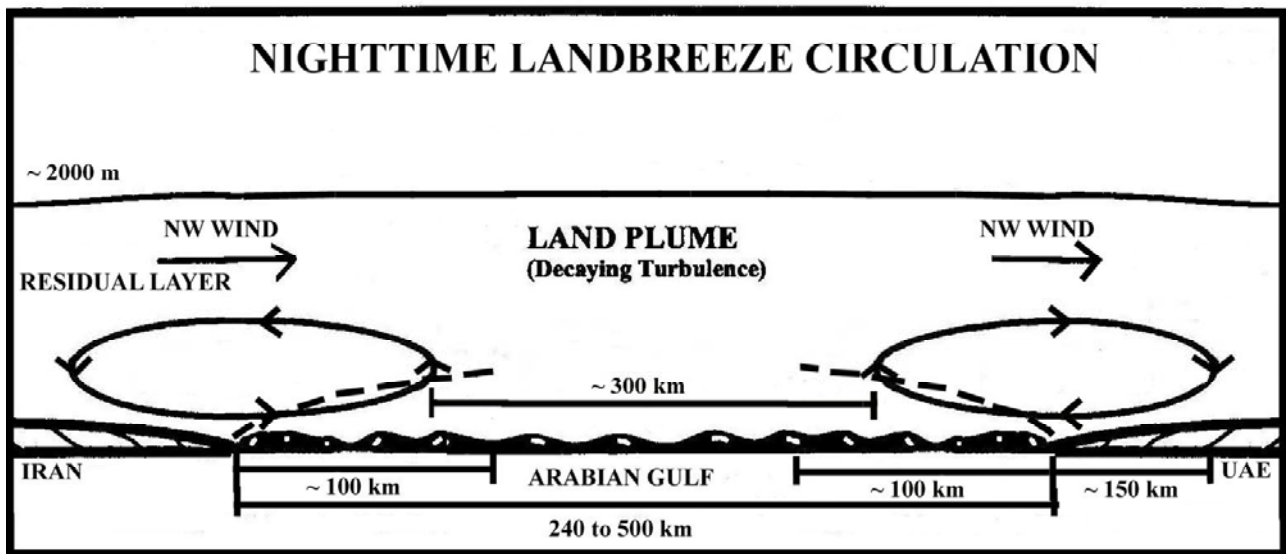 NIGHTTIME LANDBREEZE CIRCULATION
~ 2000 m
NW WIND
LAND PLUME
(Decaying Turbulence)
NW WIND
RESIDUAL LAYER
~ 300 km
IRAN
~ 100 km
ARABIAN GULF
~ 100 km
~ 150 km
UAE
240 to 500 km